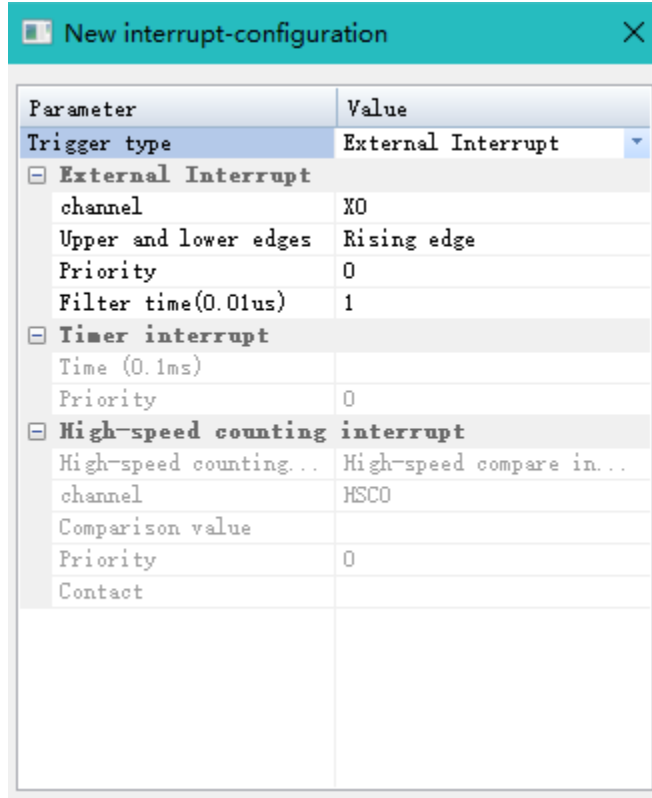 New interrupt-configuration
Parameter Value
Trigger type External Interrupt
External Interrupt
channel X0
Upper and lower edges Rising edge
Priority 0
Filter time(0.01us) 1
Timer interrupt
Time (0.1ms)
Priority 0
High-speed counting interrupt
High-speed counting... High-speed compare in...
channel HSC0
Comparison value
Priority 0
Contact